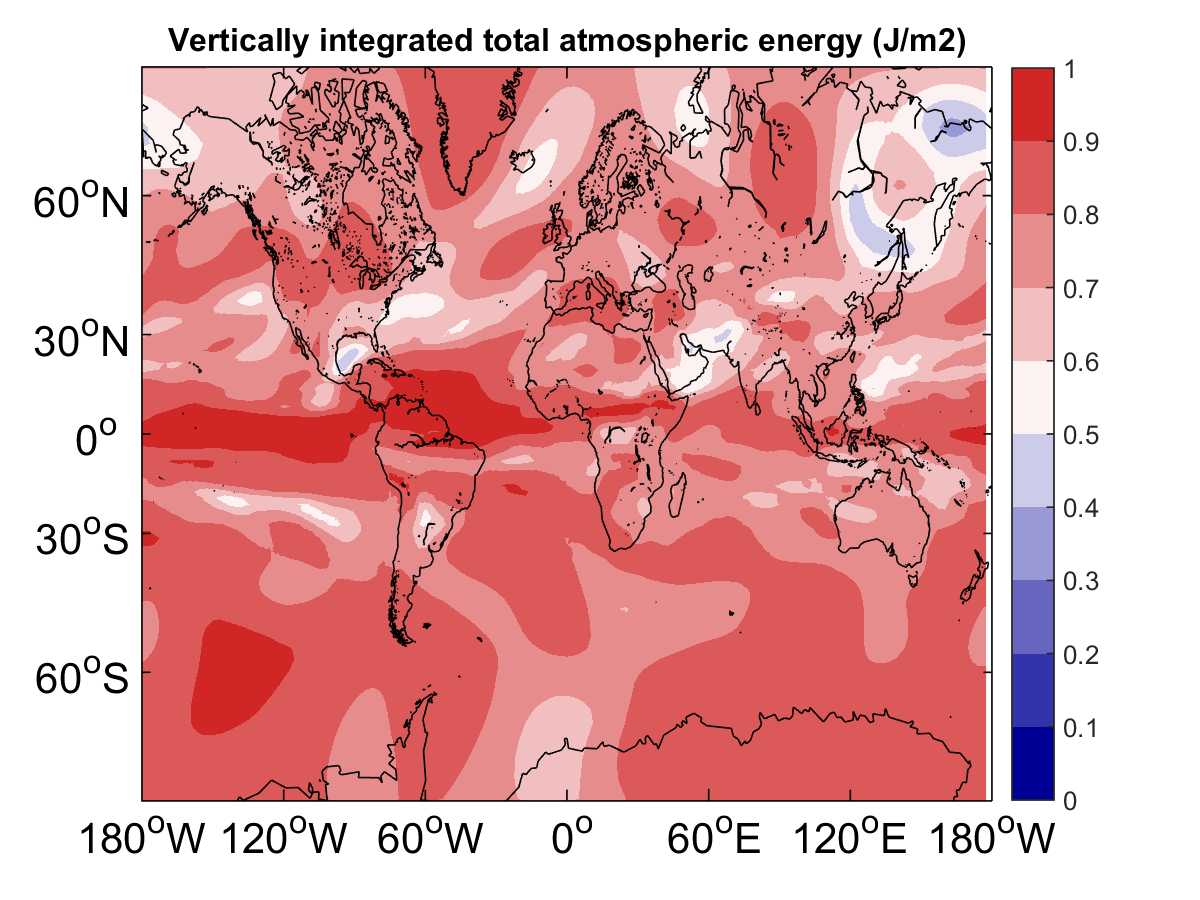 Vertically integrated total atmospheric energy (J/m2)
60°N
30°N
0°
30°S
60°S
180°W 120°W 60°W 0° 60°E 120°E 180°W
1
0.9
0.8
0.7
0.6
0.5
0.4
0.3
0.2
0.1
0